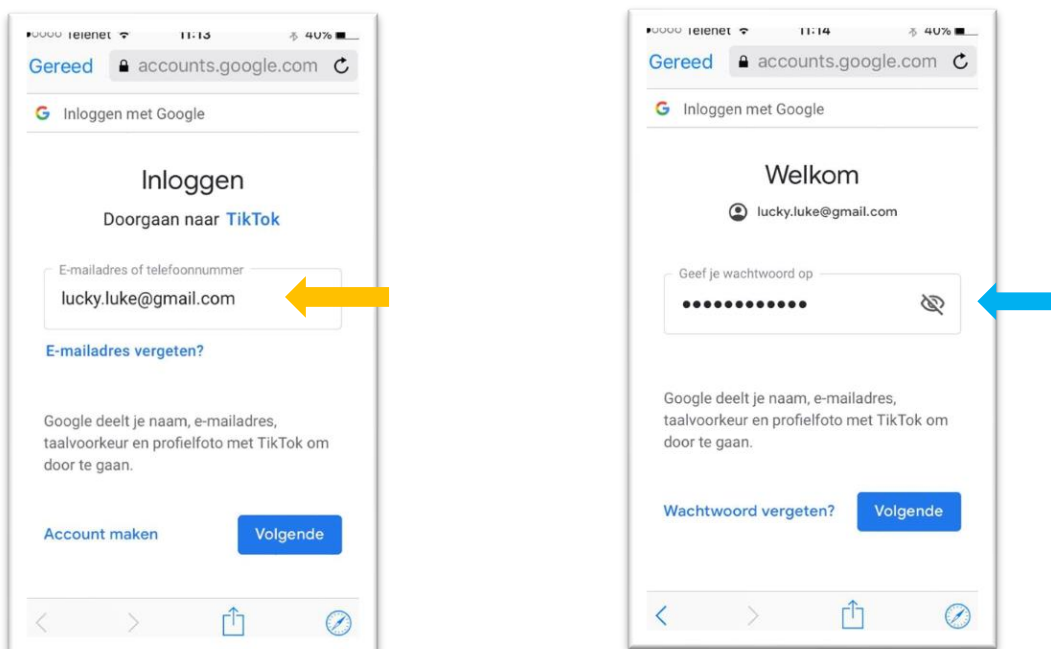 Telenet 11:13 40%
Gereed accounts.google.com
Inloggen met Google
Inloggen
Doorgaan naar TikTok
E-mailadres of telefoonnummer
lucky.luke@gmail.com
E-mailadres vergeten?
Google deelt je naam, e-mailadres,
taalvoorkeur en profielfoto met TikTok om
door te gaan.
Account maken Volgende
Telenet 11:14 40%
Gereed accounts.google.com
Inloggen met Google
Welkom
lucky.luke@gmail.com
Geef je wachtwoord op
••••••••••••
Google deelt je naam, e-mailadres,
taalvoorkeur en profielfoto met TikTok om
door te gaan.
Wachtwoord vergeten? Volgende